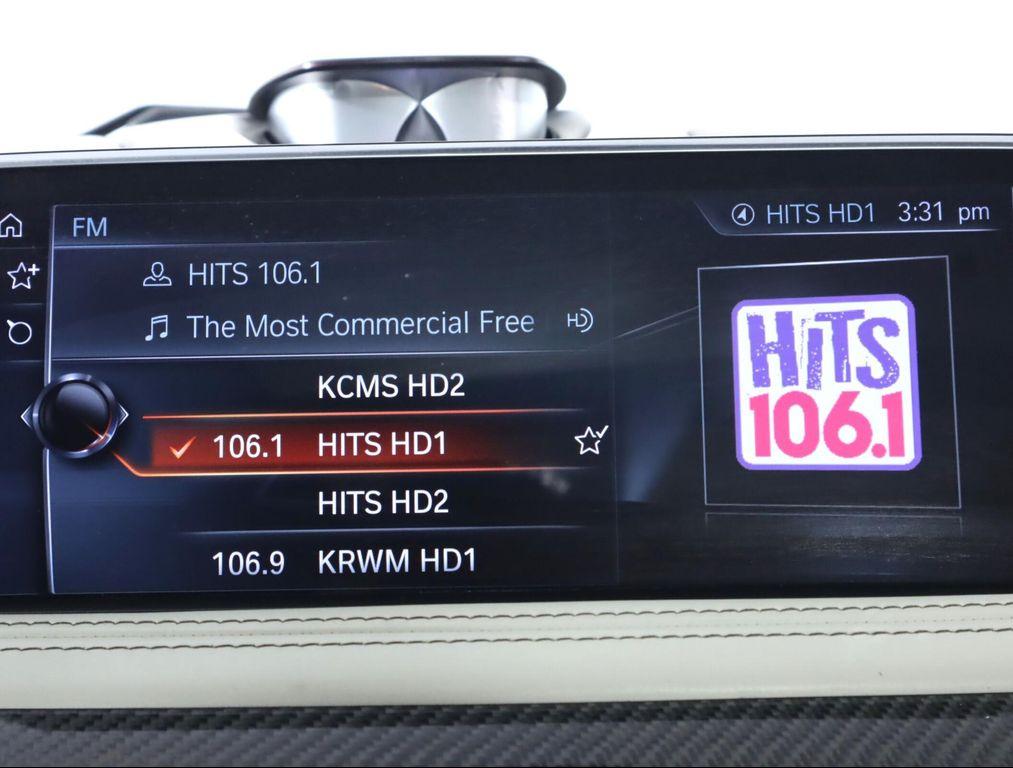 FM
HITS HD1 3:31 pm
HITS 106.1
The Most Commercial Free HD
KCMS HD2
106.1 HITS HD1
HITS HD2
106.9 KRWM HD1
HiTS
106.1